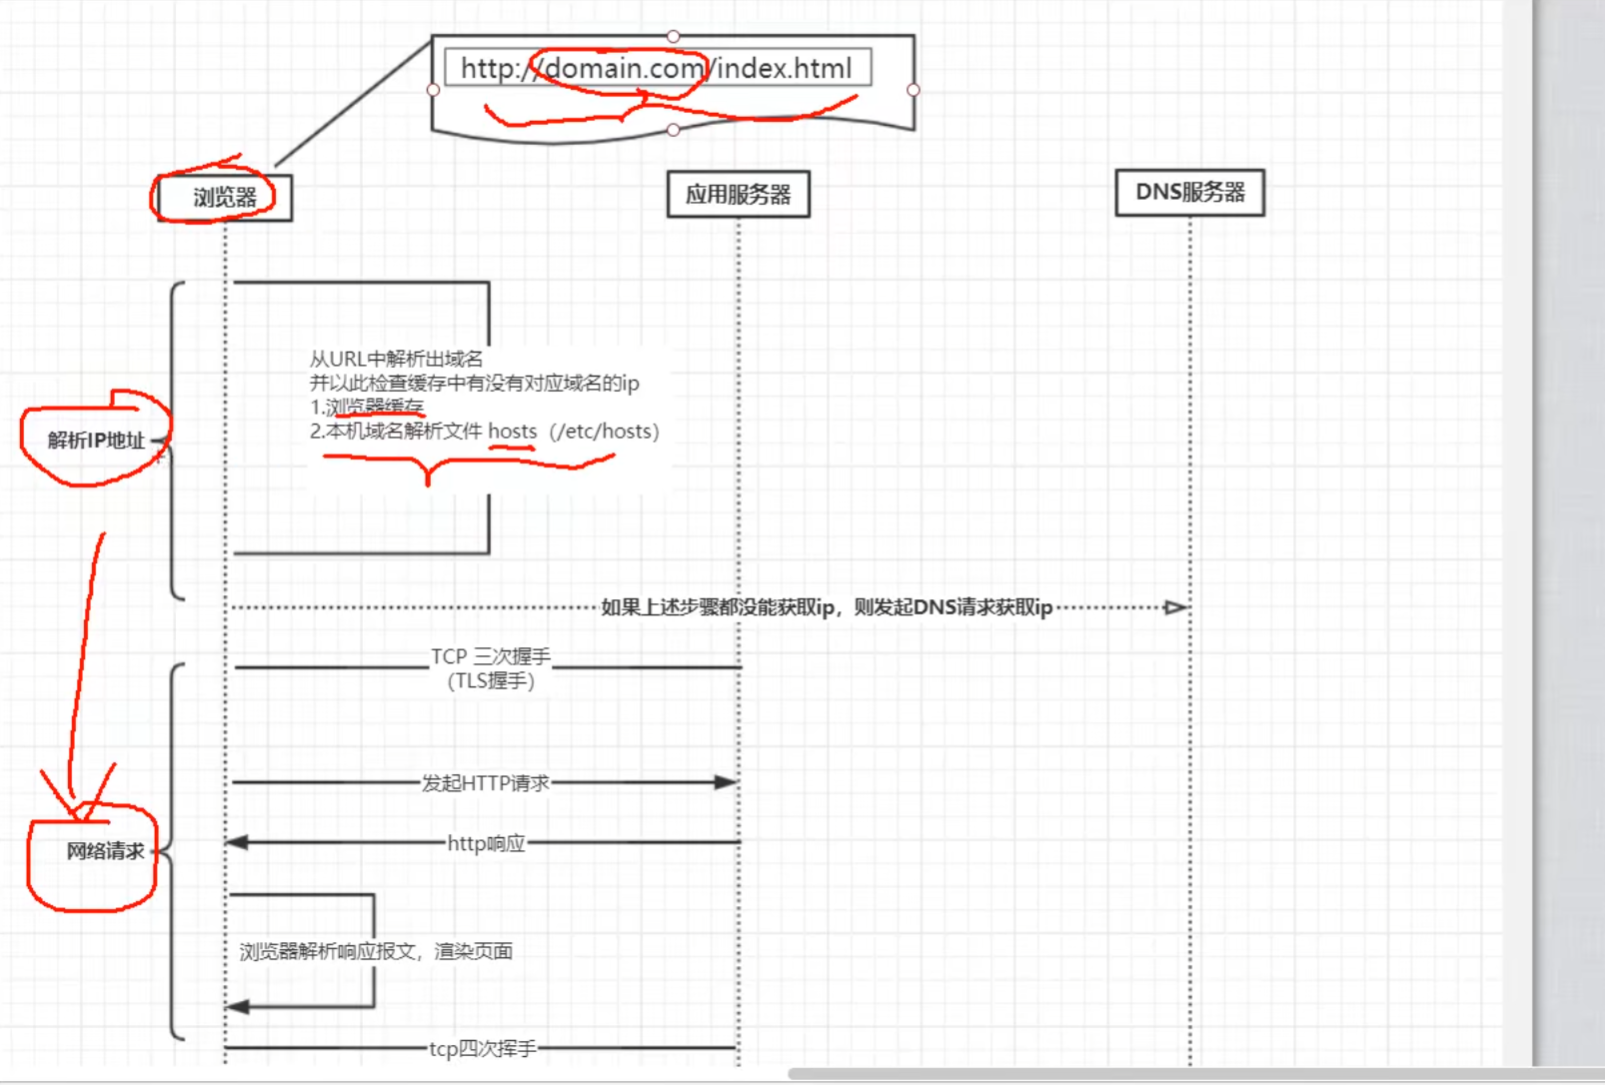 http://domain.com/index.html
浏览器
应用服务器
DNS服务器
从URL中解析出域名
并以此检查缓存中有没有对应域名的ip
1.浏览器缓存
2.本机域名解析文件 hosts（/etc/hosts）
解析IP地址
如果上述步骤都没能获取ip，则发起DNS请求获取ip
TCP 三次握手
（TLS握手）
发起HTTP请求
http响应
网络请求
浏览器解析响应报文，渲染页面
tcp四次挥手